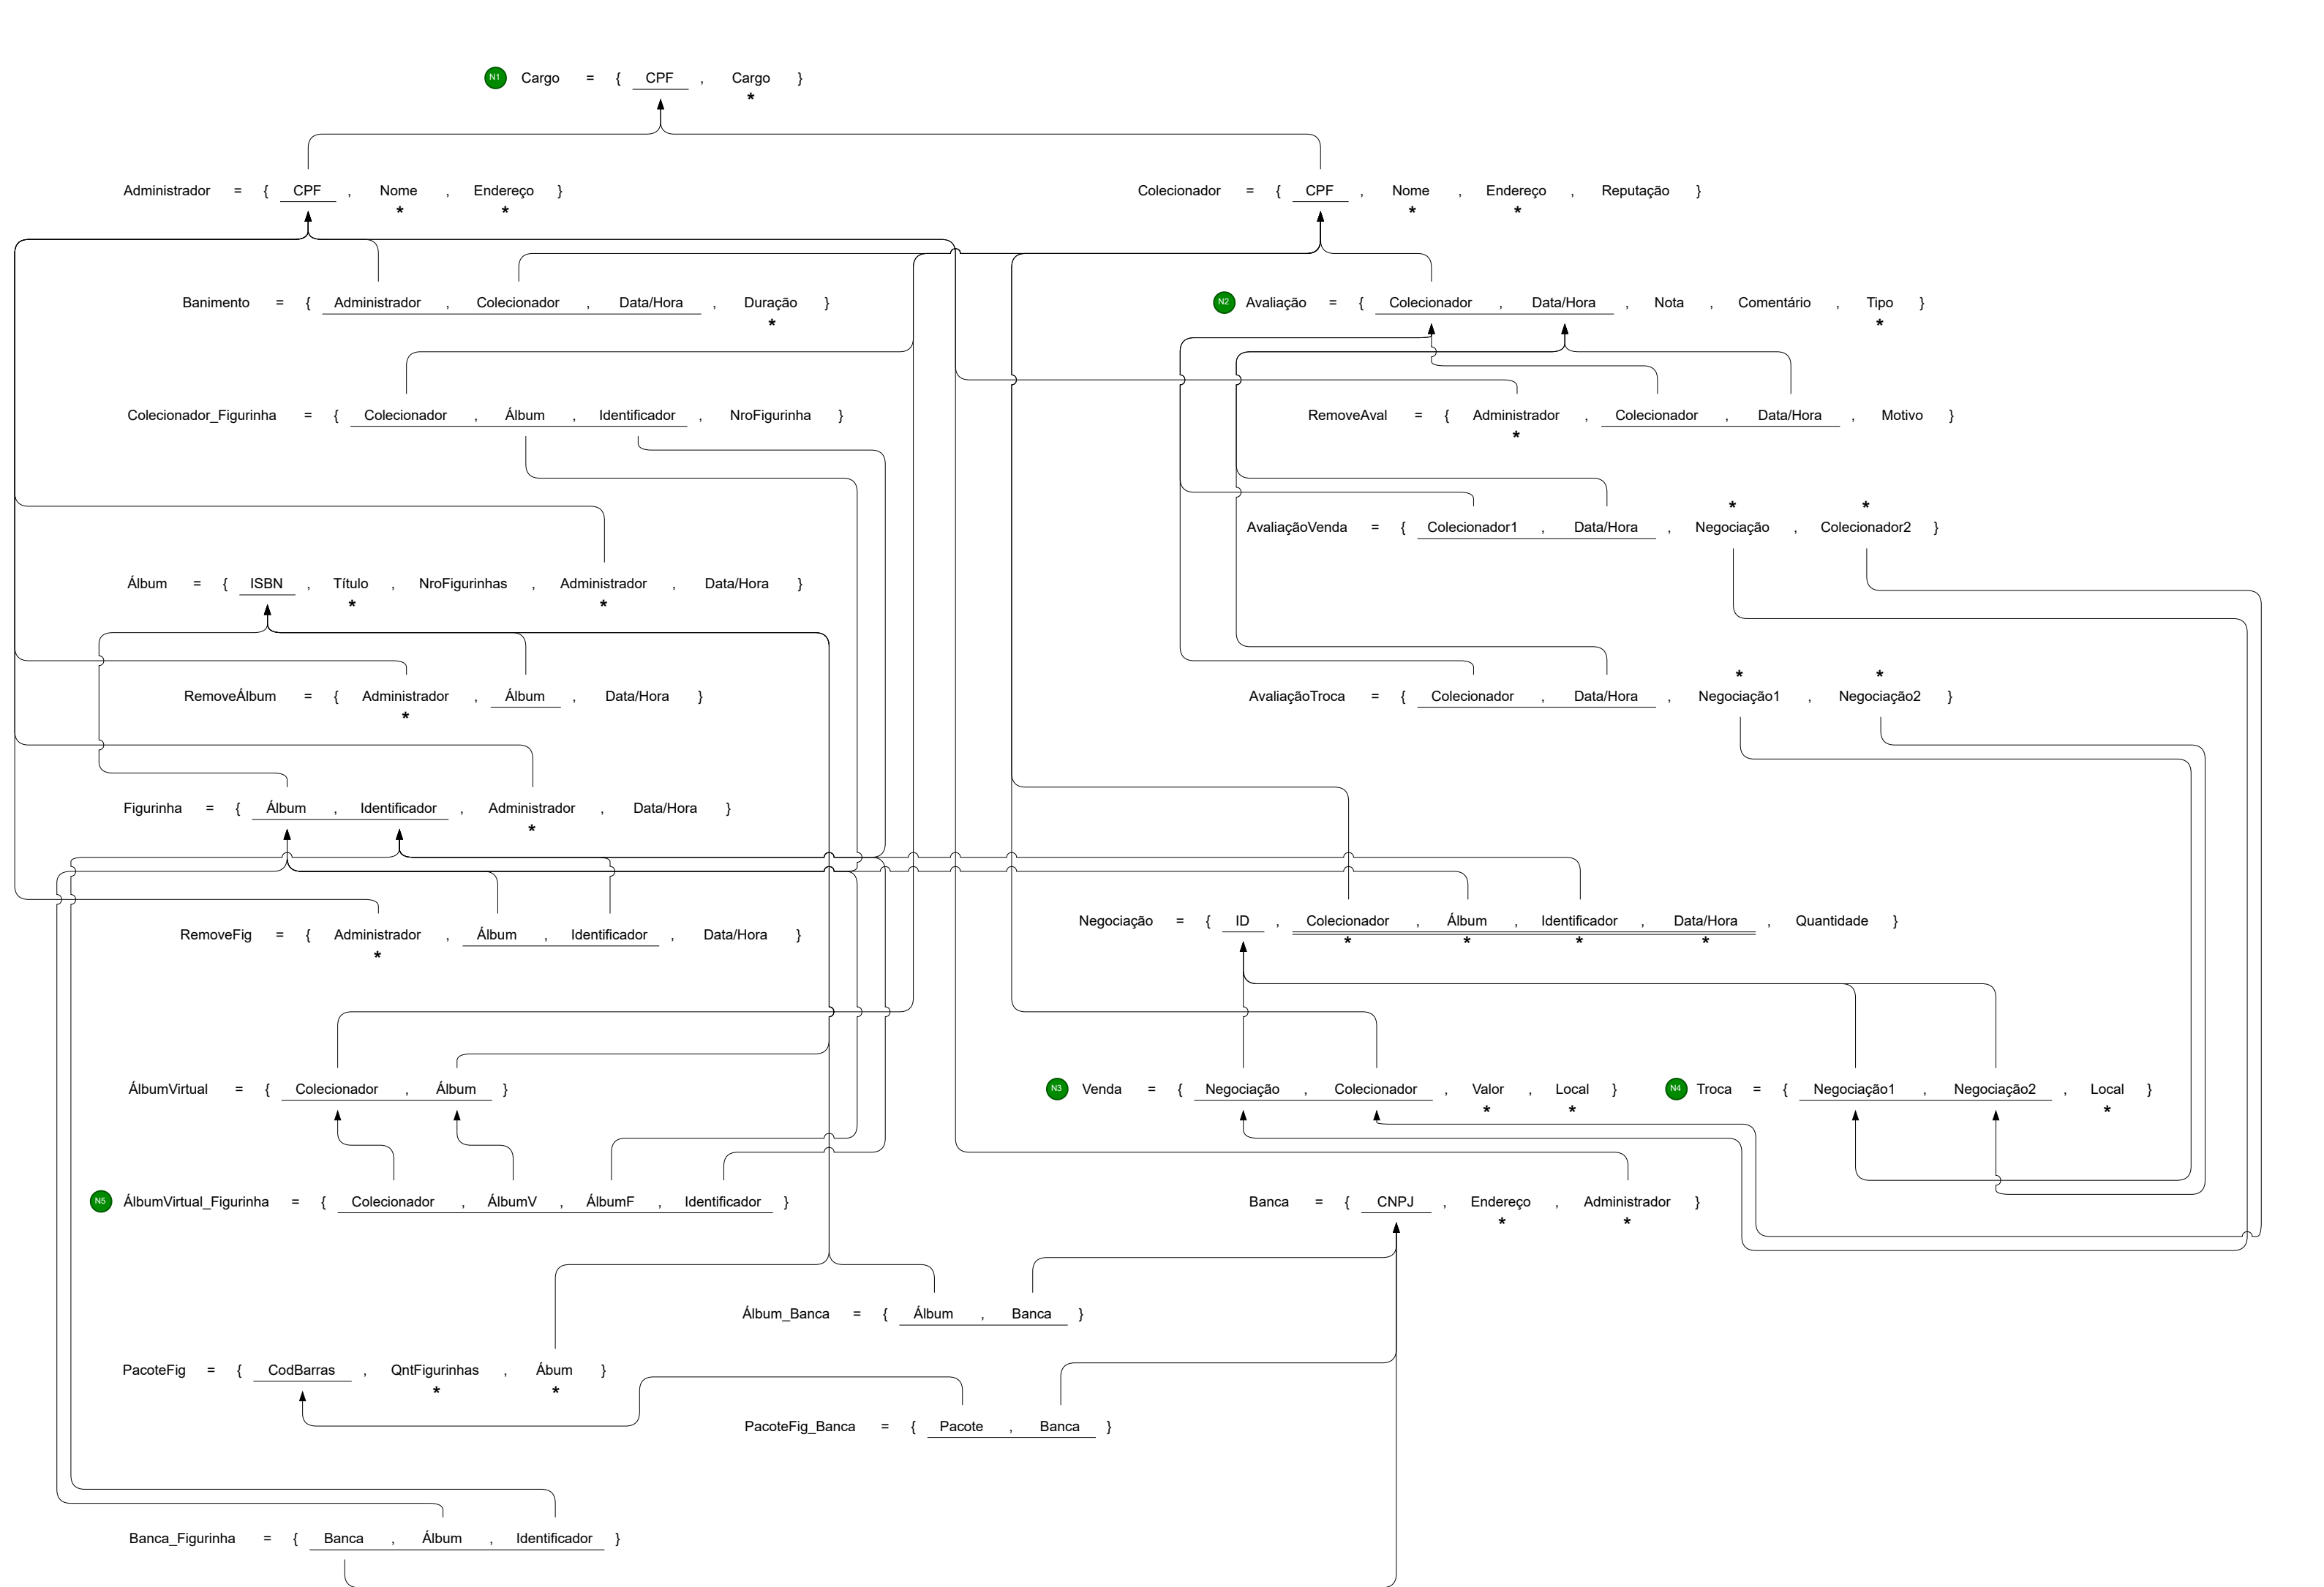 N1 Cargo = { CPF , Cargo }
*
Administrador = { CPF , Nome , Endereço }
* *
Colecionador = { CPF , Nome , Endereço , Reputação }
* *
Banimento = { Administrador , Colecionador , Data/Hora , Duração }
*
N2 Avaliação = { Colecionador , Data/Hora , Nota , Comentário , Tipo }
*
Colecionador_Figurinha = { Colecionador , Álbum , Identificador , NroFigurinha }
RemoveAval = { Administrador , Colecionador , Data/Hora , Motivo }
*
* *
AvaliaçãoVenda = { Colecionador1 , Data/Hora , Negociação , Colecionador2 }
Álbum = { ISBN , Título , NroFigurinhas , Administrador , Data/Hora }
* *
RemoveÁlbum = { Administrador , Álbum , Data/Hora }
*
* *
AvaliaçãoTroca = { Colecionador , Data/Hora , Negociação1 , Negociação2 }
Figurinha = { Álbum , Identificador , Administrador , Data/Hora }
*
RemoveFig = { Administrador , Álbum , Identificador , Data/Hora }
*
Negociação = { ID , Colecionador , Álbum , Identificador , Data/Hora , Quantidade }
* * * *
ÁlbumVirtual = { Colecionador , Álbum }
N3 Venda = { Negociação , Colecionador , Valor , Local }
* *
N4 Troca = { Negociação1 , Negociação2 , Local }
*
N5 ÁlbumVirtual_Figurinha = { Colecionador , ÁlbumV , ÁlbumF , Identificador }
Banca = { CNPJ , Endereço , Administrador }
* *
Álbum_Banca = { Álbum , Banca }
PacoteFig = { CodBarras , QntFigurinhas , Ábum }
* *
PacoteFig_Banca = { Pacote , Banca }
Banca_Figurinha = { Banca , Álbum , Identificador }